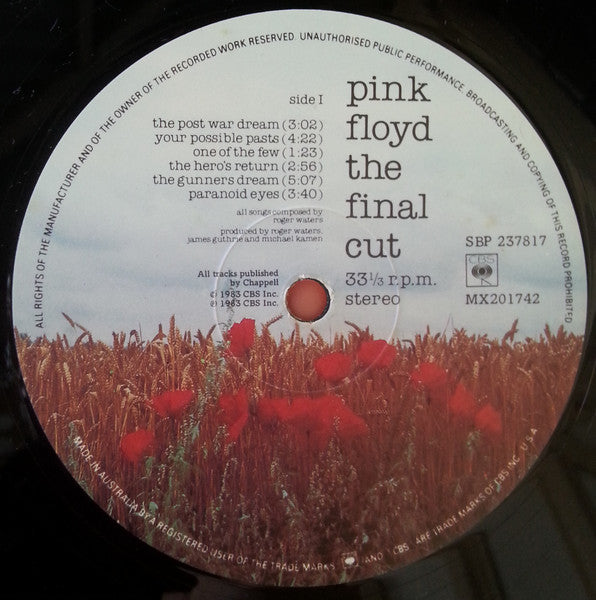 ALL RIGHTS OF THE MANUFACTURER AND OF THE OWNER OF THE RECORDED WORK RESERVED. UNAUTHORISED PUBLIC PERFORMANCE, BROADCASTING AND COPYING OF THIS RECORD PROHIBITED
side 1
the post war dream (3:02)
your possible pasts (4:22)
one of the few (1:23)
the hero's return (2:56)
the gunners dream (5:07)
paranoid eyes (3:40)
all songs composed by
roger waters
produced by roger waters,
james guthrie and michael kamen
All tracks published
by Chappell
© 1983 CBS Inc.
℗ 1983 CBS Inc.
pink
floyd
the
final
cut
33 1/3 r.p.m.
stereo
SBP 237817
CBS
MX201742
MADE IN AUSTRALIA BY A REGISTERED USER OF THE TRADE MARKS AND CBS ARE TRADE MARKS OF CBS INC. U.S.A.